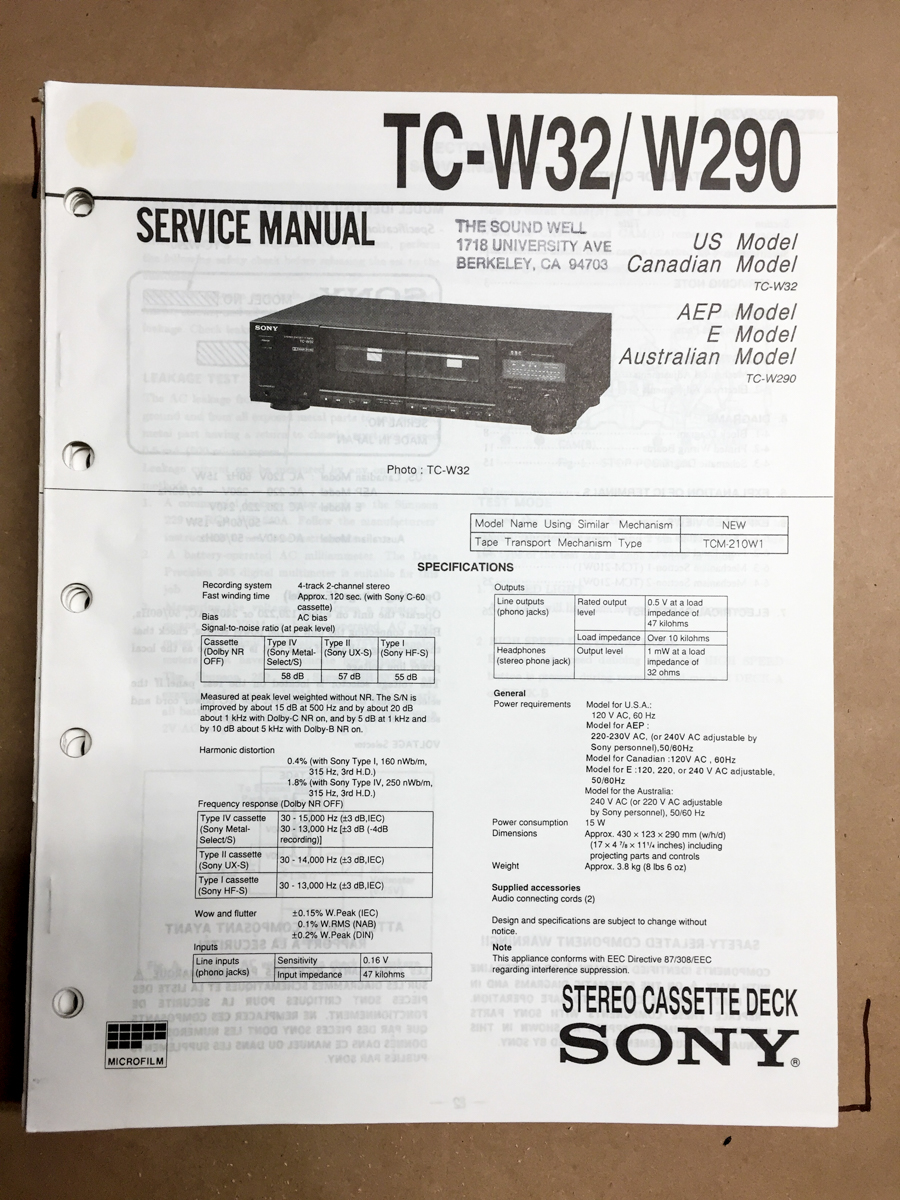 TC-W32/W290
SERVICE MANUAL
THE SOUND WELL
1718 UNIVERSITY AVE
BERKELEY, CA 94703
US Model
Canadian Model
TC-W32
AEP Model
E Model
Australian Model
TC-W290
SONY
Photo : TC-W32
Model Name Using Similar Mechanism NEW
Tape Transport Mechanism Type TCM-210W1
SPECIFICATIONS
Recording system 4-track 2-channel stereo
Fast winding time Approx. 120 sec. (with Sony C-60
cassette)
Bias AC bias
Signal-to-noise ratio (at peak level)
Cassette Type IV Type II Type I
(Dolby NR (Sony Metal- (Sony UX-S) (Sony HF-S)
OFF) Select/S)
58 dB 57 dB 55 dB
Measured at peak level weighted without NR. The S/N is
improved by about 15 dB at 500 Hz and by about 20 dB
about 1 kHz with Dolby-C NR on, and by 5 dB at 1 kHz and
by 10 dB about 5 kHz with Dolby-B NR on.
Harmonic distortion
0.4% (with Sony Type I, 160 nWb/m,
315 Hz, 3rd H.D.)
1.8% (with Sony Type IV, 250 nWb/m,
315 Hz, 3rd H.D.)
Frequency response (Dolby NR OFF)
Type IV cassette 30 - 15,000 Hz (±3 dB,IEC)
(Sony Metal- 30 - 13,000 Hz [±3 dB (-4dB
Select/S) recording)]
Type II cassette
(Sony UX-S) 30 - 14,000 Hz (±3 dB,IEC)
Type I cassette
(Sony HF-S) 30 - 13,000 Hz (±3 dB,IEC)
Wow and flutter ±0.15% W.Peak (IEC)
0.1% W.RMS (NAB)
±0.2% W.Peak (DIN)
Inputs
Line inputs Sensitivity 0.16 V
(phono jacks) Input impedance 47 kilohms
Outputs
Line outputs Rated output 0.5 V at a load
(phono jacks) level impedance of
47 kilohms
Load impedance Over 10 kilohms
Headphones Output level 1 mW at a load
(stereo phone jack) impedance of
32 ohms
General
Power requirements Model for U.S.A.:
120 V AC, 60 Hz
Model for AEP :
220-230V AC, (or 240V AC adjustable by
Sony personnel),50/60Hz
Model for Canadian :120V AC , 60Hz
Model for E :120, 220, or 240 V AC adjustable,
50/60Hz
Model for the Australia:
240 V AC (or 220 V AC adjustable
by Sony personnel), 50/60 Hz
Power consumption 15 W
Dimensions Approx. 430 × 123 × 290 mm (w/h/d)
(17 × 4 7/8 × 11 1/4 inches) including
projecting parts and controls
Weight Approx. 3.8 kg (8 lbs 6 oz)
Supplied accessories
Audio connecting cords (2)
Design and specifications are subject to change without
notice.
Note
This appliance conforms with EEC Directive 87/308/EEC
regarding interference suppression.
STEREO CASSETTE DECK
SONY®
MICROFILM